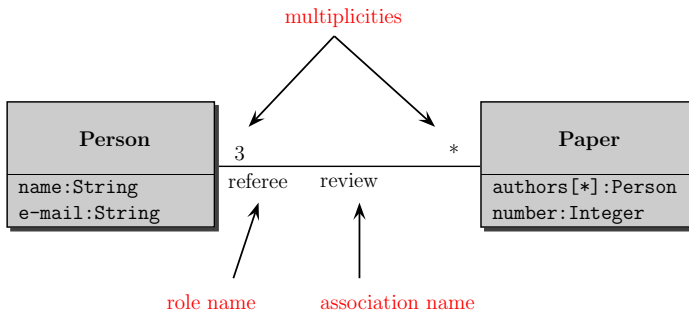 multiplicities
Person
Paper
3
*
referee
review
name:String
e-mail:String
authors[*]:Person
number:Integer
role name
association name